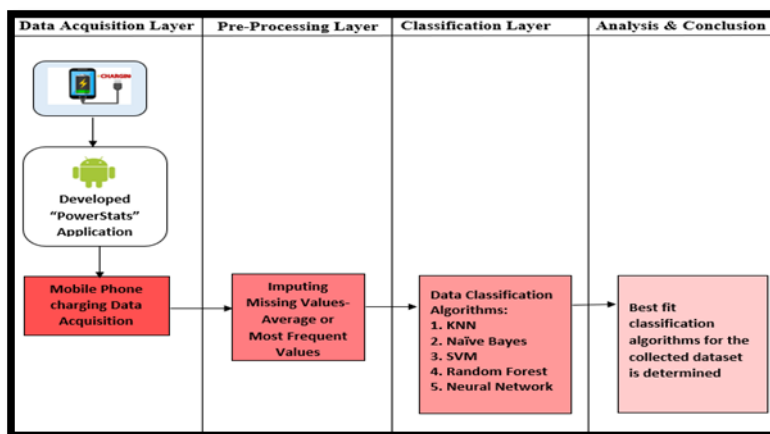 Data Acquisition Layer
Pre-Processing Layer
Classification Layer
Analysis & Conclusion
CHARGIN
Developed
“PowerStats”
Application
Mobile Phone
charging Data
Acquisition
Imputing
Missing Values-
Average or
Most Frequent
Values
Data Classification
Algorithms:
1. KNN
2. Naïve Bayes
3. SVM
4. Random Forest
5. Neural Network
Best fit
classification
algorithms for the
collected dataset
is determined